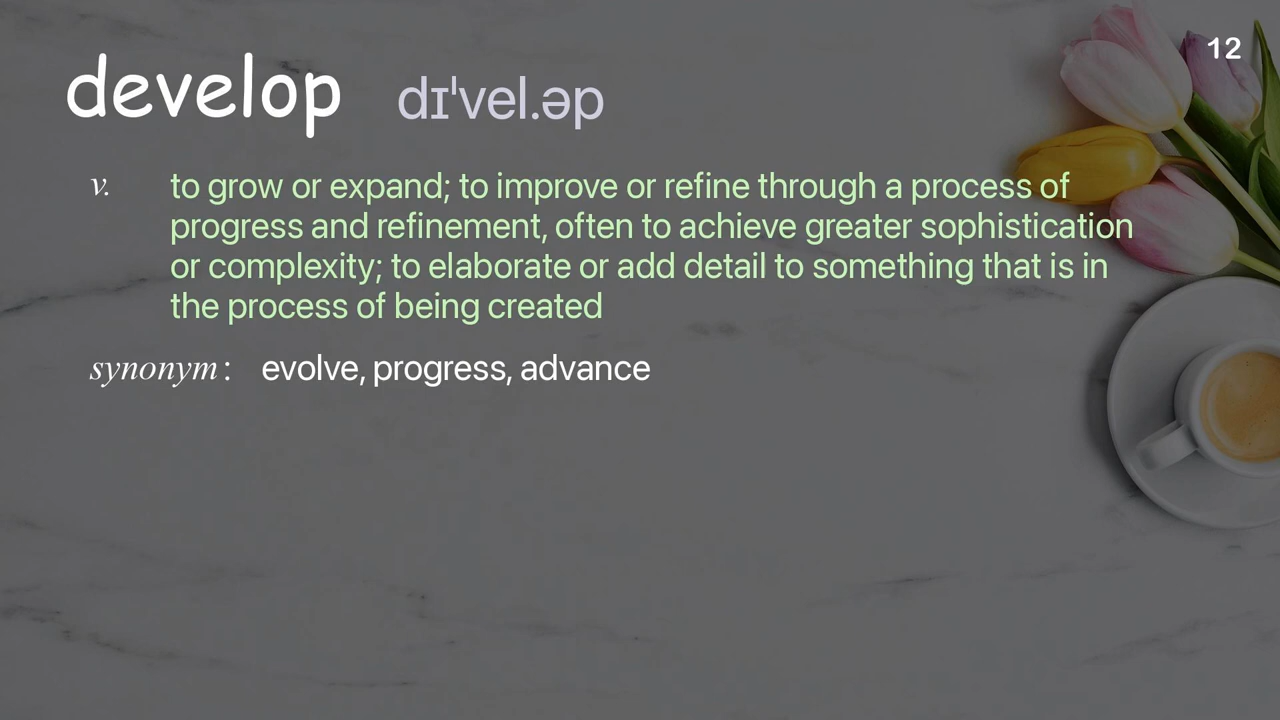 12
develop dɪˈvel.əp
v. to grow or expand; to improve or refine through a process of
progress and refinement, often to achieve greater sophistication
or complexity; to elaborate or add detail to something that is in
the process of being created
synonym: evolve, progress, advance